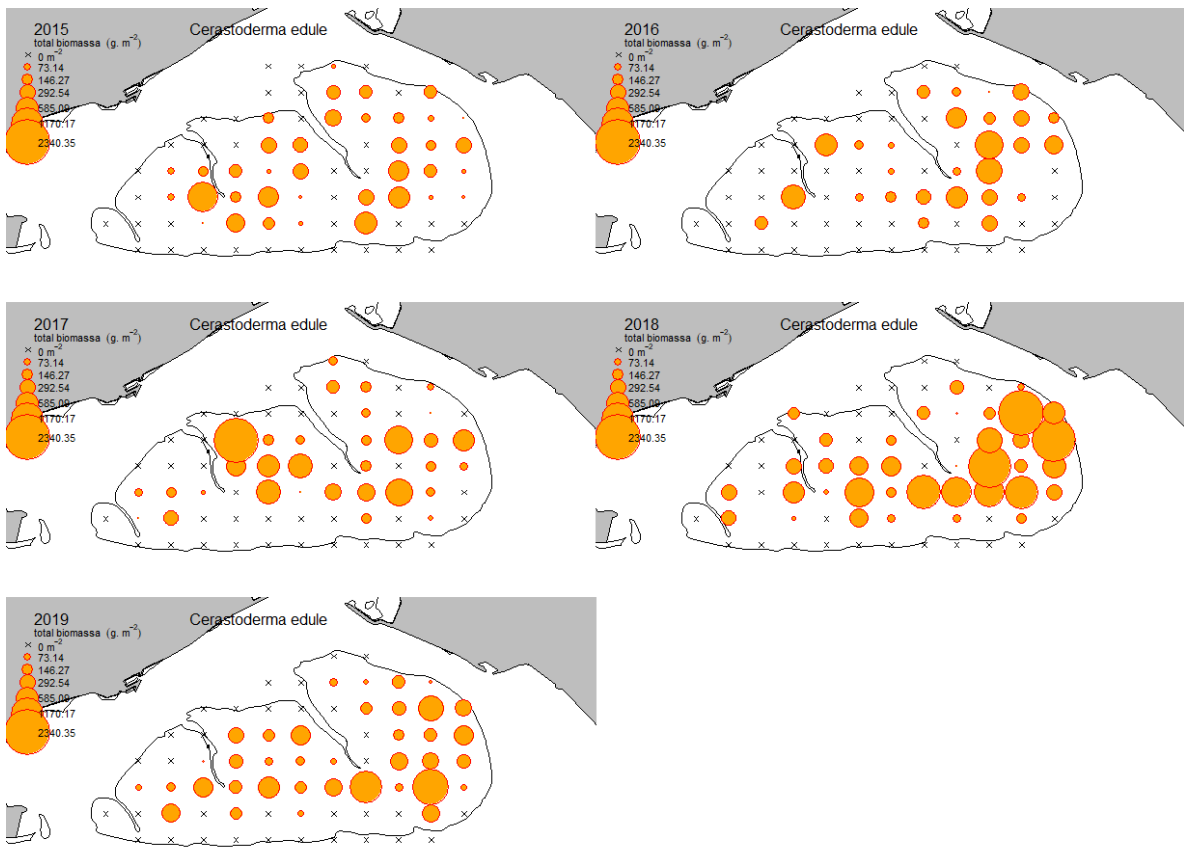 2015 Cerastoderma edule
total biomassa (g. m⁻²)
× 0 m⁻²
73.14
146.27
292.54
585.09
1170.17
2340.35
2016 Cerastoderma edule
total biomassa (g. m⁻²)
× 0 m⁻²
73.14
146.27
292.54
585.09
1170.17
2340.35
2017 Cerastoderma edule
total biomassa (g. m⁻²)
× 0 m⁻²
73.14
146.27
292.54
585.09
1170.17
2340.35
2018 Cerastoderma edule
total biomassa (g. m⁻²)
× 0 m⁻²
73.14
146.27
292.54
585.09
1170.17
2340.35
2019 Cerastoderma edule
total biomassa (g. m⁻²)
× 0 m⁻²
73.14
146.27
292.54
585.09
1170.17
2340.35